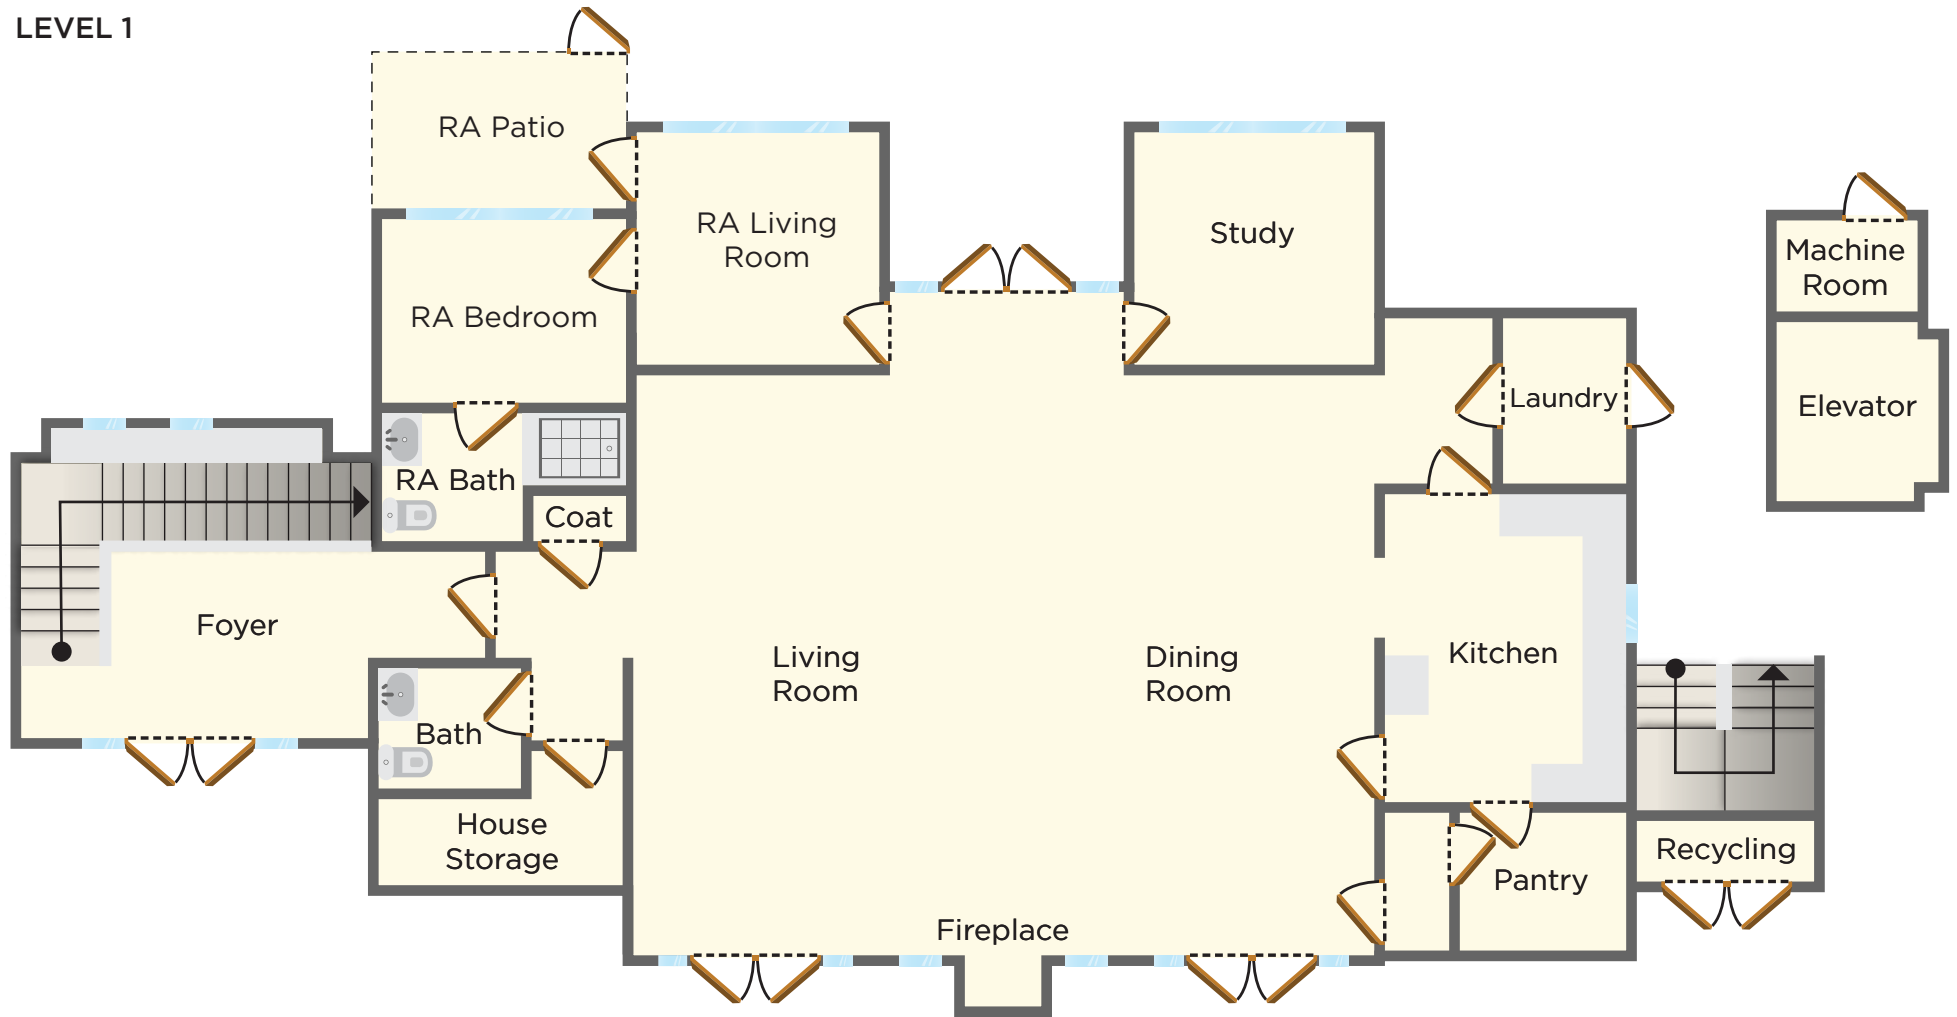 LEVEL 1
RA Patio
RA Living
Room
Study
Machine
Room
RA Bedroom
Laundry
Elevator
RA Bath
Coat
Foyer
Living
Room
Dining
Room
Kitchen
Bath
House
Storage
Recycling
Pantry
Fireplace